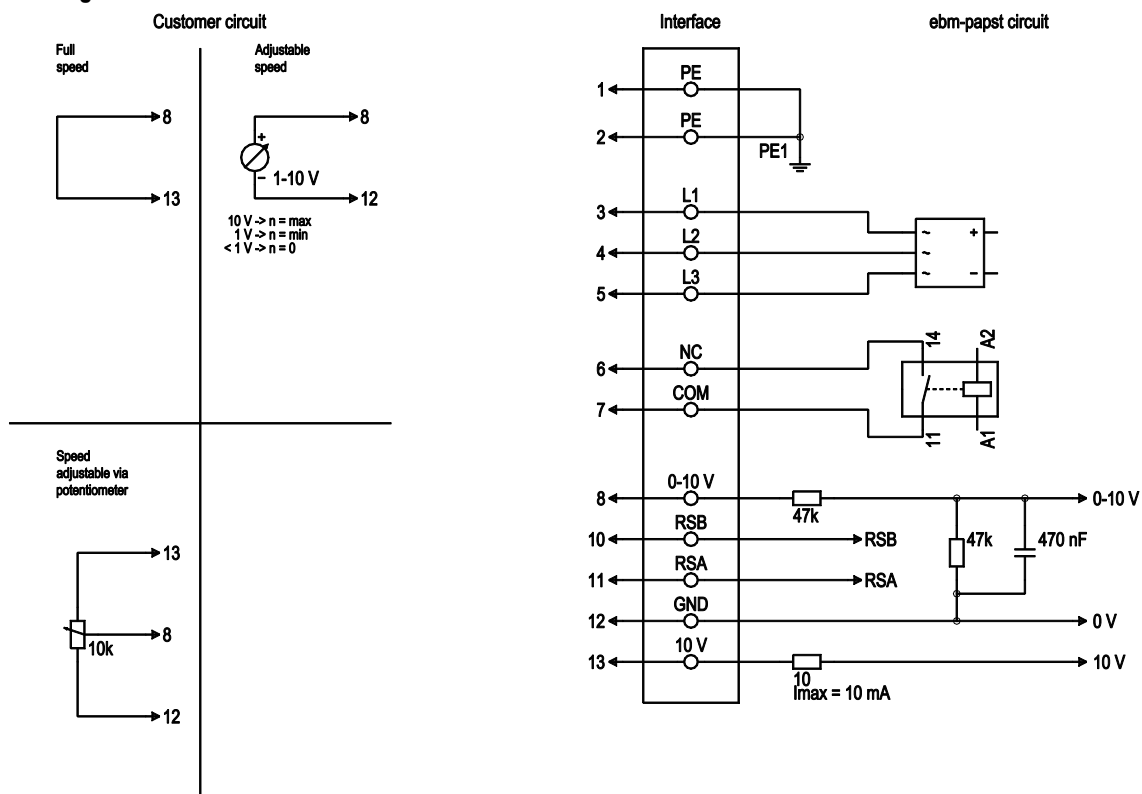 Customer circuit
Full
speed
8
13
Adjustable
speed
8
+
− 1-10 V
12
10 V -> n = max
1 V -> n = min
< 1 V -> n = 0
Speed
adjustable via
potentiometer
13
8
10k
12
Interface
ebm-papst circuit
1 PE
2 PE
PE1
3 L1
4 L2
5 L3
~ +
~
~ −
6 NC
7 COM
14
A2
11
A1
8 0-10 V
47k
0-10 V
10 RSB
RSB
47k
470 nF
11 RSA
RSA
12 GND
0 V
13 10 V
10
Imax = 10 mA
10 V